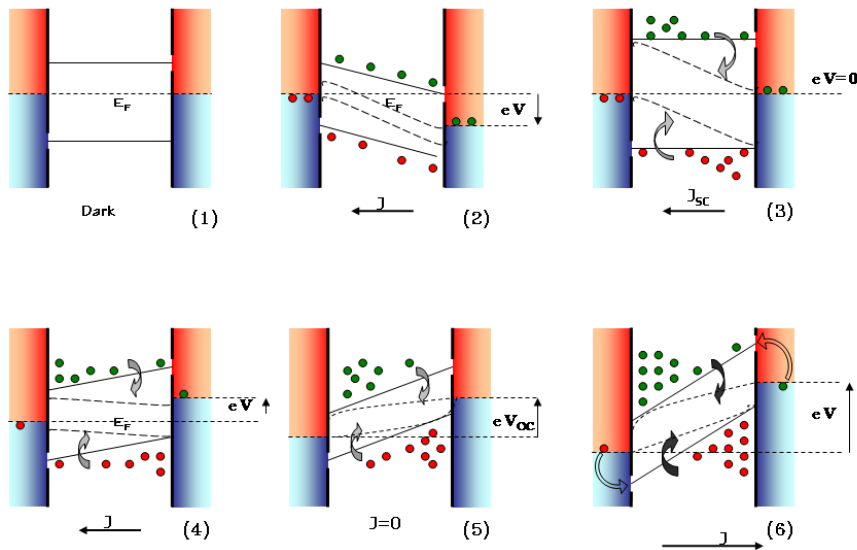 E_F
Dark
(1)
E_F
eV
J
(2)
eV=0
J_SC
(3)
E_F
eV
J
(4)
eV_OC
J=0
(5)
eV
J
(6)